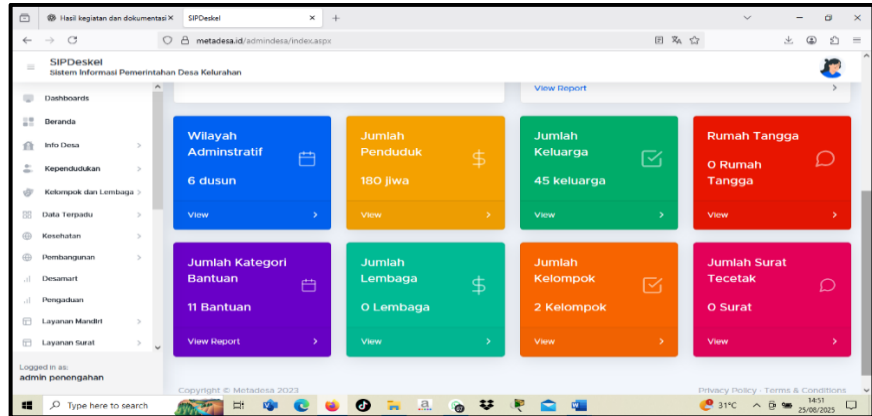 Hasil kegiatan dan dokumentasi
SIPDeskel
metadesa.id/admindesa/index.aspx
SIPDeskel
Sistem Informasi Pemerintahan Desa Kelurahan
Dashboards
Beranda
Info Desa
Kependudukan
Kelompok dan Lembaga
Data Terpadu
Kesehatan
Pembangunan
Desamart
Pengaduan
Layanan Mandiri
Layanan Surat
Logged in as:
admin penengahan
View Report
Wilayah
Adminstratif
6 dusun
View
Jumlah
Penduduk
180 jiwa
View
Jumlah
Keluarga
45 keluarga
View
Rumah Tangga
0 Rumah
Tangga
View
Jumlah Kategori
Bantuan
11 Bantuan
View Report
Jumlah
Lembaga
0 Lembaga
View
Jumlah
Kelompok
2 Kelompok
View
Jumlah Surat
Tecetak
0 Surat
View
Copyright © Metadesa 2023
Privacy Policy · Terms & Conditions
Type here to search
31°C
14:51
25/08/2025